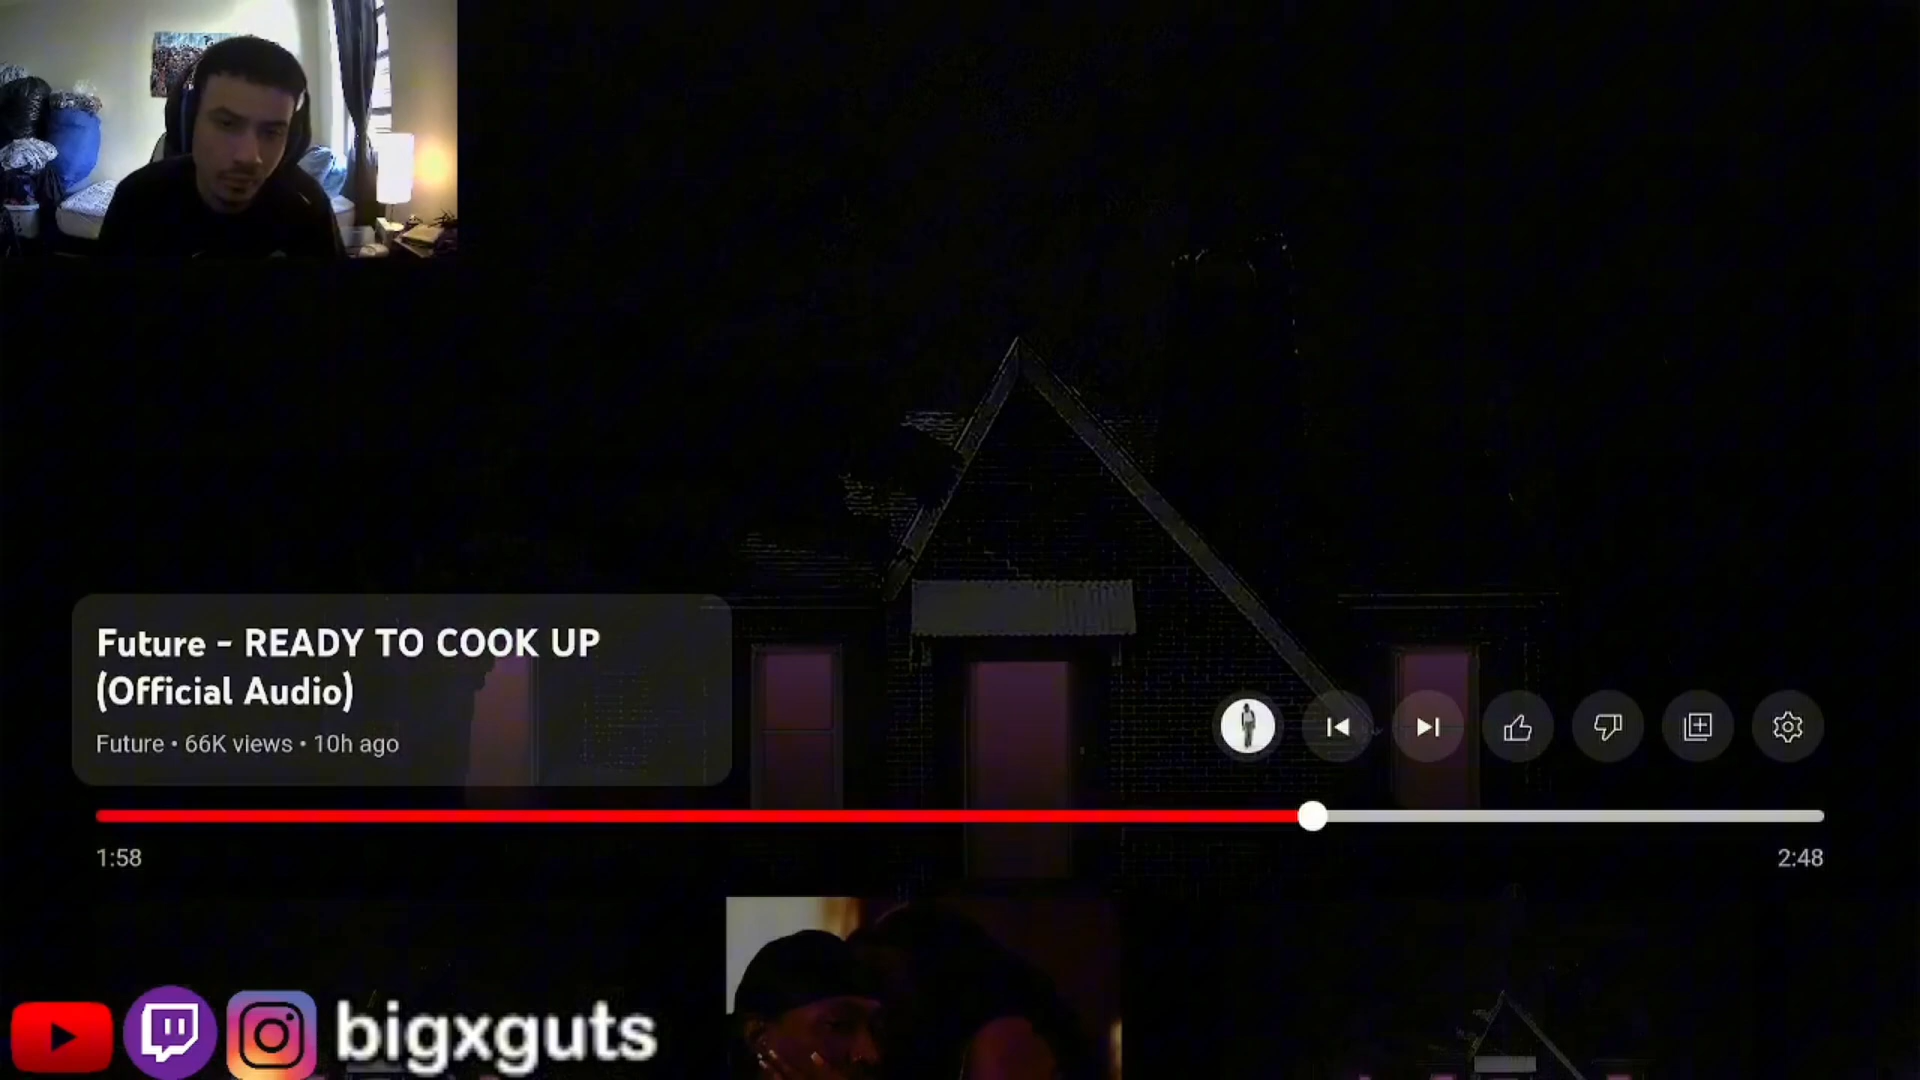 Future - READY TO COOK UP
(Official Audio)
Future • 66K views • 10h ago
1:58
2:48
bigxguts